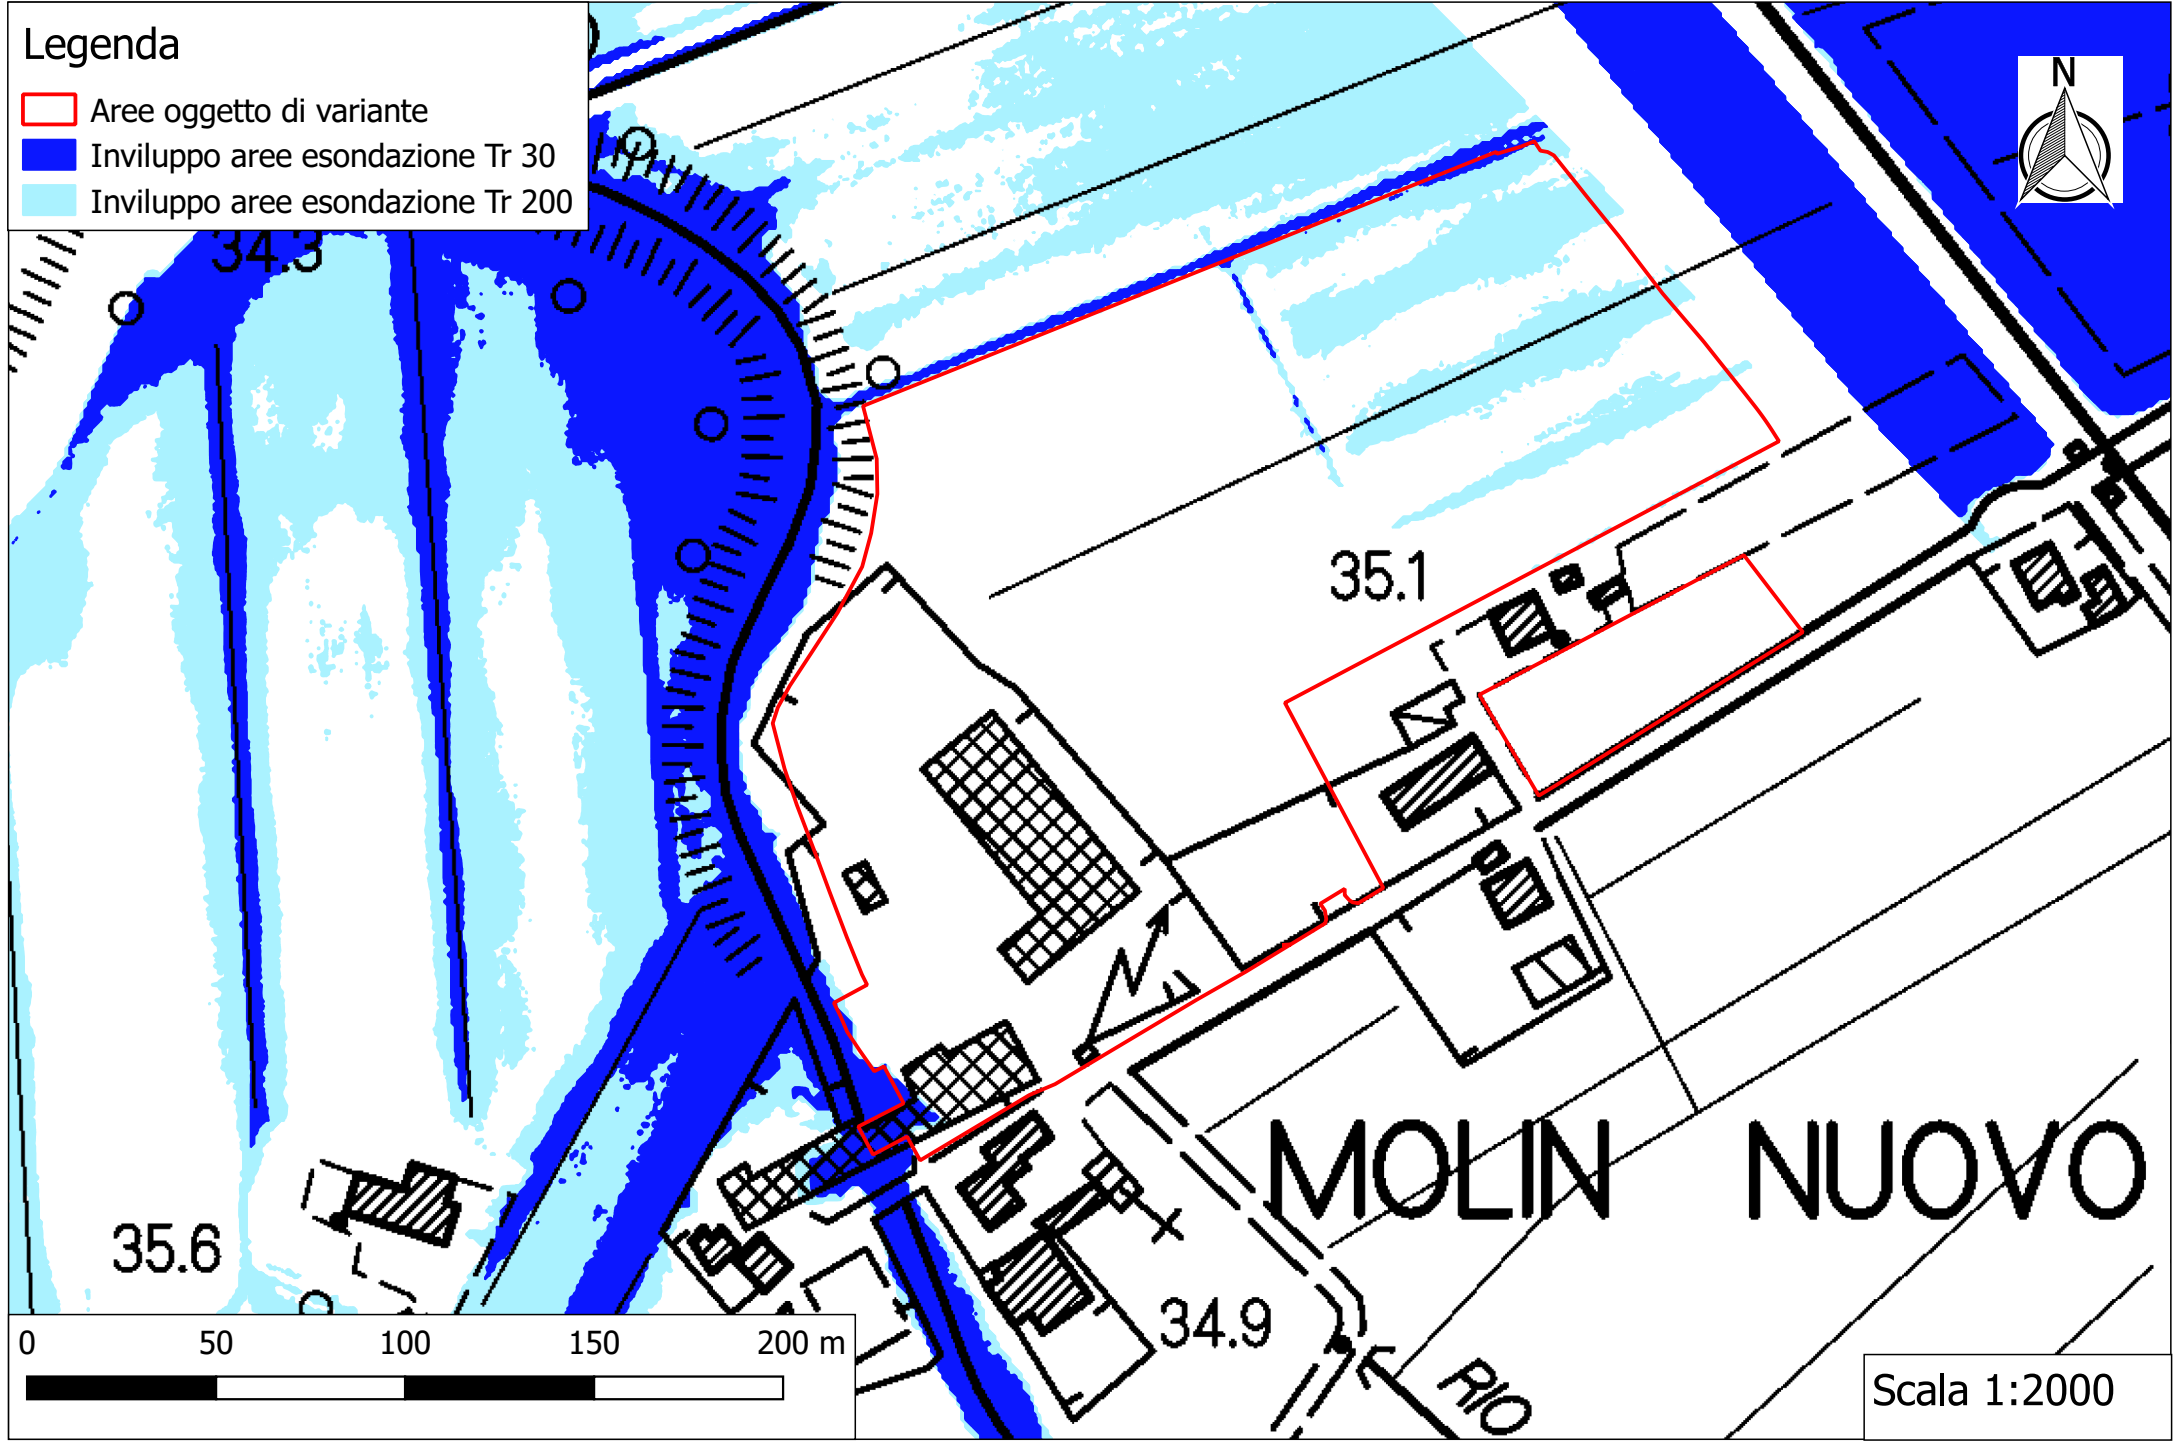 Legenda
Aree oggetto di variante
Inviluppo aree esondazione Tr 30
Inviluppo aree esondazione Tr 200
N
34.3
35.1
MOLIN NUOVO
35.6
34.9
RIO
0 50 100 150 200 m
Scala 1:2000